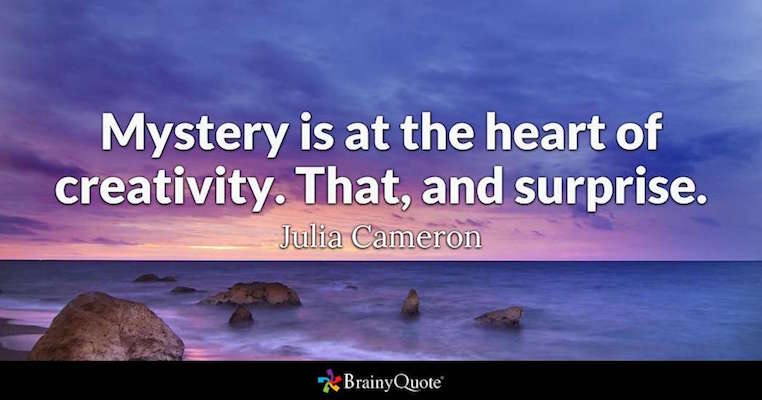 Mystery is at the heart of
creativity. That, and surprise.
Julia Cameron
BrainyQuote®